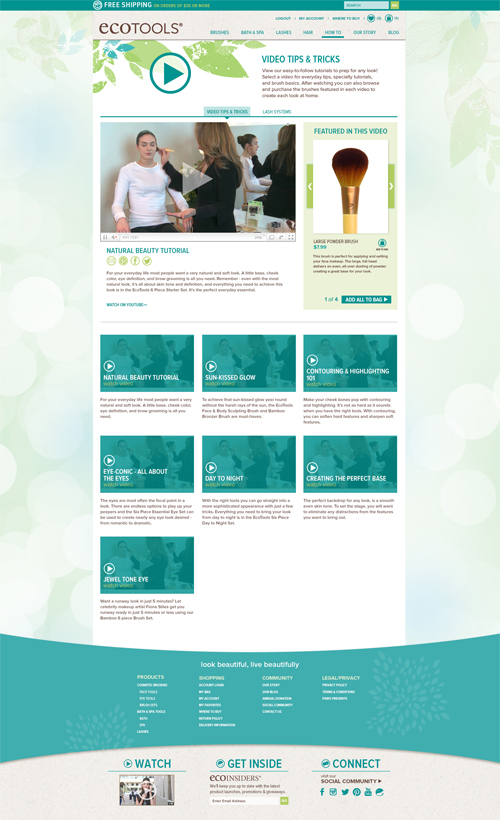 FREE SHIPPING ON ORDERS OF $35 OR MORE
SEARCH
GO
LOGOUT | MY ACCOUNT | WHERE TO BUY
ecoTOOLS®
BRUSHES BATH & SPA LASHES HAIR HOW TO OUR STORY BLOG
VIDEO TIPS & TRICKS
View our easy-to-follow tutorials to prep for any look!
Select a video for everyday tips, specialty tutorials,
and brush basics. After watching you can also browse
and purchase the brushes featured in each video to
create each look at home.
VIDEO TIPS & TRICKS LASH SYSTEMS
FEATURED IN THIS VIDEO
LARGE POWDER BRUSH
$7.99
This brush is perfect for applying and setting
your face makeup. The large, full head
delivers an even, all-over dusting of powder
creating a great base for your look.
1 of 4 ADD ALL TO BAG
NATURAL BEAUTY TUTORIAL
For your everyday life most people want a very natural and soft look. A little base, cheek
color, eye definition, and brow grooming is all you need. Remember - even with the most
natural look, it's all about skin tone and definition, and everything you need to achieve this
look is in the EcoTools 6 Piece Starter Set. It's the perfect everyday essential.
WATCH ON YOUTUBE>>
NATURAL BEAUTY TUTORIAL
watch video
For your everyday life most people want a very
natural and soft look. A little base, cheek color,
eye definition, and brow grooming is all you
need.
SUN-KISSED GLOW
watch video
To achieve that sun-kissed glow year round
without the harsh rays of the sun, the EcoTools
Face & Body Sculpting Brush and Bamboo
Bronzer Brush are must-haves.
CONTOURING & HIGHLIGHTING
101
watch video
Make your cheek bones pop with contouring
and highlighting. It's not as hard as it sounds
when you have the right tools. With contouring,
you can soften hard features and sharpen soft
features.
EYE-CONIC - ALL ABOUT
THE EYES
watch video
The eyes are most often the focal point in a
look. There are endless options to play up your
peepers and the Six Piece Essential Eye Set can
be used to create nearly any eye look desired -
from romantic to dramatic.
DAY TO NIGHT
watch video
With the right tools you can go straight into a
more sophisticated appearance with just a few
tricks. Everything you need to bring your look
from day to night is in the EcoTools Six Piece
Day to Night Set.
CREATING THE PERFECT BASE
watch video
The perfect backdrop for any look, is a smooth
even skin tone. To set the stage, you will want
to eliminate any distractions from the features
you want to bring out.
JEWEL TONE EYE
watch video
Want a runway look in just 5 minutes? Let
celebrity makeup artist Fiona Stiles get you
runway ready in just 5 minutes or less using our
Bamboo 6 piece Brush Set.
look beautiful, live beautifully
PRODUCTS
COSMETIC BRUSHES
FACE TOOLS
EYE TOOLS
BRUSH SETS
BATH & SPA TOOLS
BATH
SPA
LASHES
SHOPPING
ACCOUNT LOGIN
MY BAG
MY ACCOUNT
MY FAVORITES
WHERE TO BUY
RETURN POLICY
DELIVERY INFORMATION
COMMUNITY
OUR STORY
OUR BLOG
ANNUAL DONATION
SOCIAL COMMUNITY
CONTACT US
LEGAL/PRIVACY
PRIVACY POLICY
TERMS & CONDITIONS
PARIS PRESENTS
WATCH
GET INSIDE
ecoINSIDERS
We'll keep you up to date with the latest
product launches, promotions & giveaways.
Enter Email Address
GO
CONNECT
visit our
SOCIAL COMMUNITY